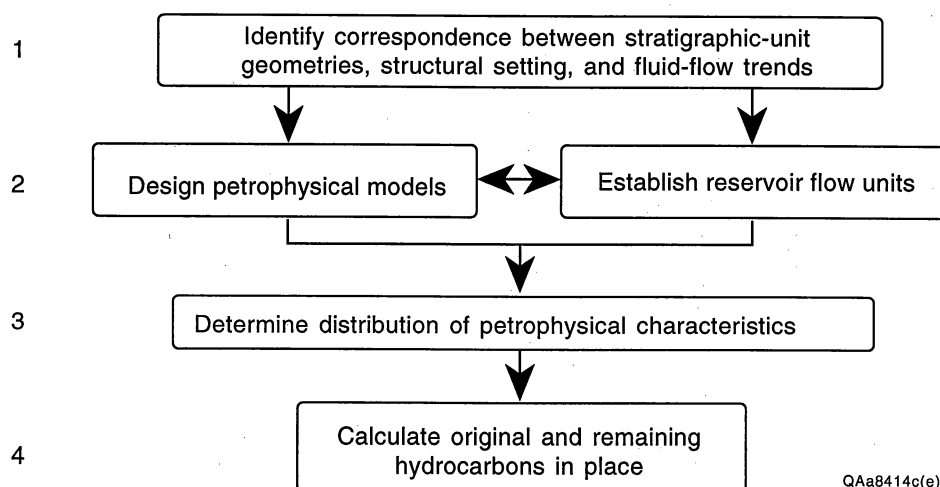 1
Identify correspondence between stratigraphic-unit
geometries, structural setting, and fluid-flow trends
2
Design petrophysical models
Establish reservoir flow units
3
Determine distribution of petrophysical characteristics
4
Calculate original and remaining
hydrocarbons in place
QAa8414c(e)